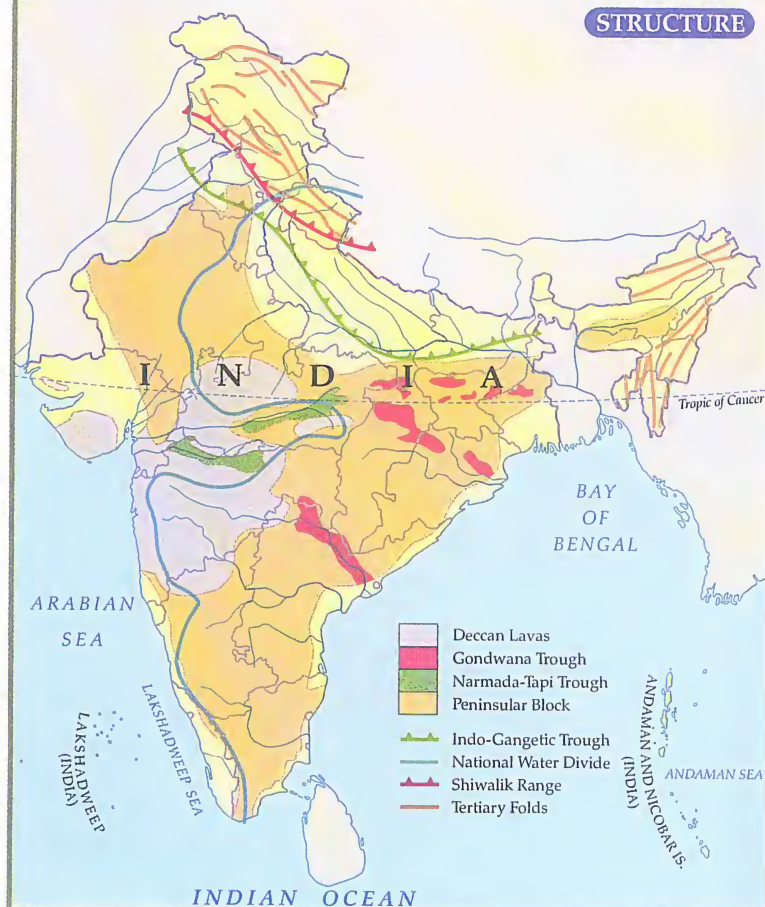 STRUCTURE
I N D I A
Tropic of Cancer
BAY
OF
BENGAL
ARABIAN
SEA
LAKSHADWEEP SEA
LAKSHADWEEP
(INDIA)
Deccan Lavas
Gondwana Trough
Narmada-Tapi Trough
Peninsular Block
Indo-Gangetic Trough
National Water Divide
Shiwalik Range
Tertiary Folds
ANDAMAN AND NICOBAR IS.
(INDIA)
ANDAMAN SEA
INDIAN OCEAN